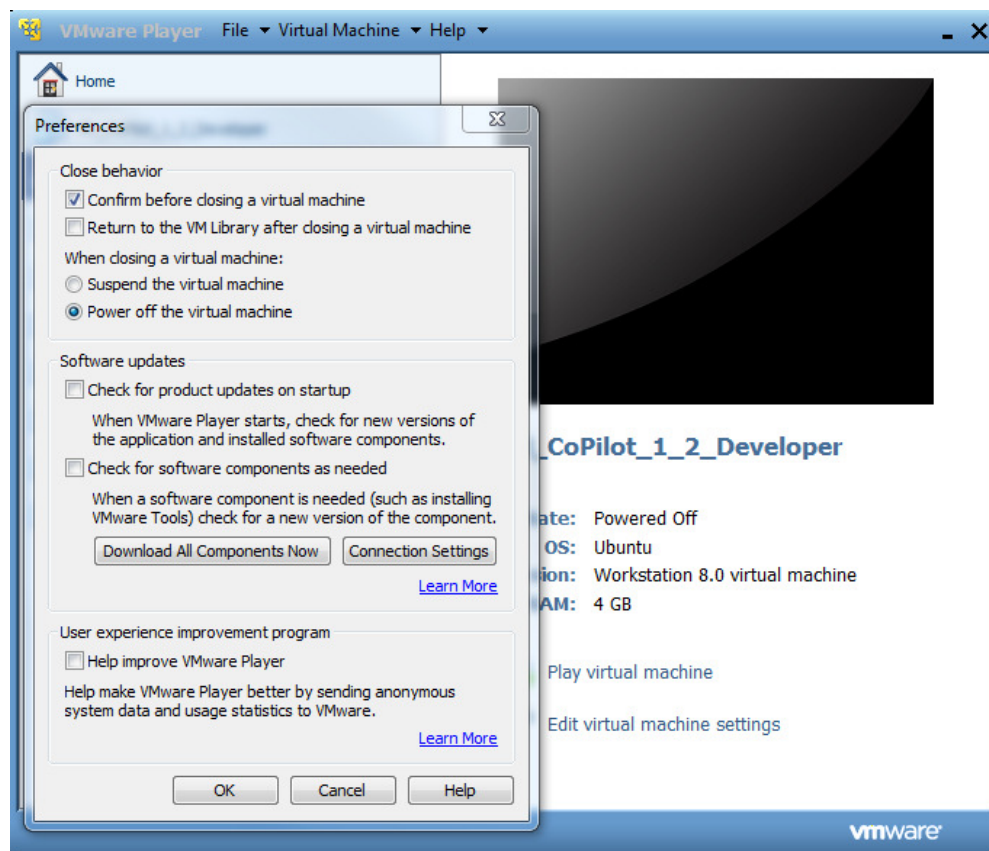 VMware Player File Virtual Machine Help
Home
Preferences
Close behavior
Confirm before closing a virtual machine
Return to the VM Library after closing a virtual machine
When closing a virtual machine:
Suspend the virtual machine
Power off the virtual machine
Software updates
Check for product updates on startup
When VMware Player starts, check for new versions of
the application and installed software components.
Check for software components as needed
When a software component is needed (such as installing
VMware Tools) check for a new version of the component.
Download All Components Now Connection Settings
Learn More
User experience improvement program
Help improve VMware Player
Help make VMware Player better by sending anonymous
system data and usage statistics to VMware.
Learn More
OK Cancel Help
_CoPilot_1_2_Developer
ate: Powered Off
OS: Ubuntu
ion: Workstation 8.0 virtual machine
AM: 4 GB
Play virtual machine
Edit virtual machine settings
vmware